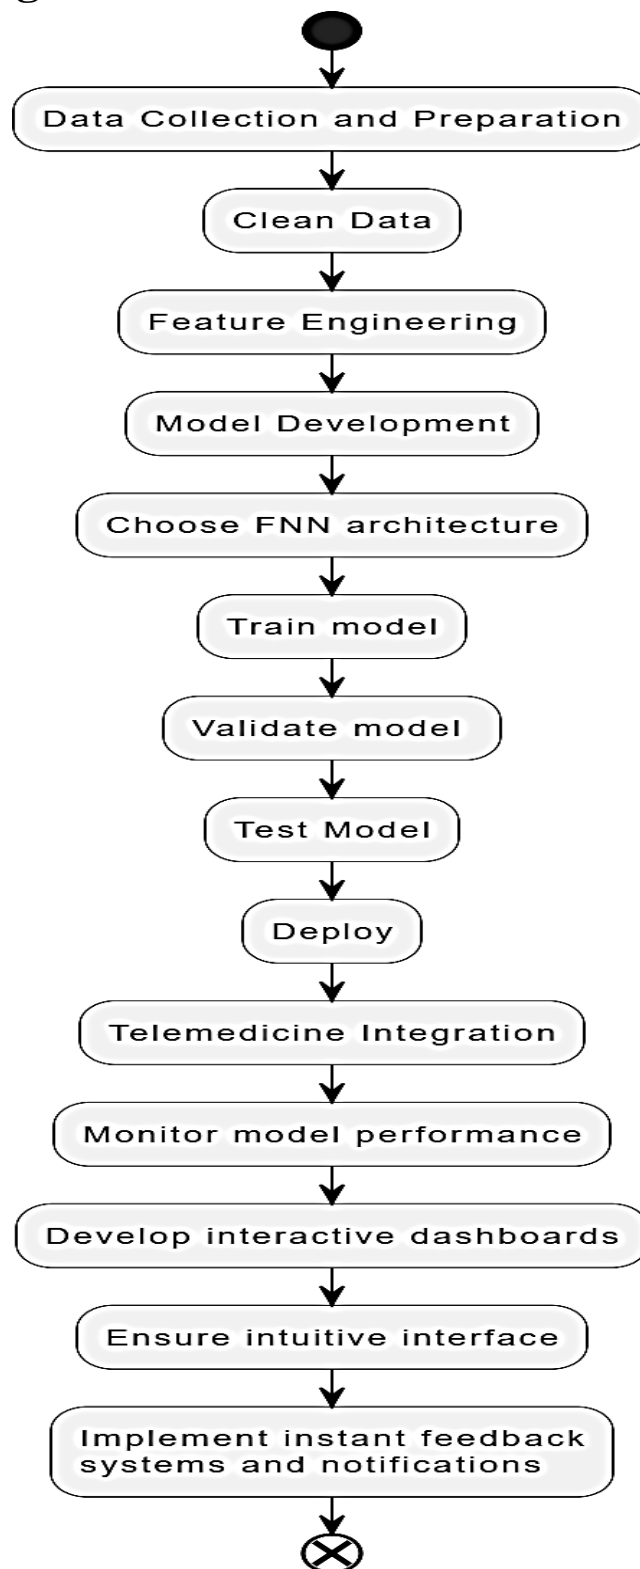 Data Collection and Preparation
Clean Data
Feature Engineering
Model Development
Choose FNN architecture
Train model
Validate model
Test Model
Deploy
Telemedicine Integration
Monitor model performance
Develop interactive dashboards
Ensure intuitive interface
Implement instant feedback
systems and notifications